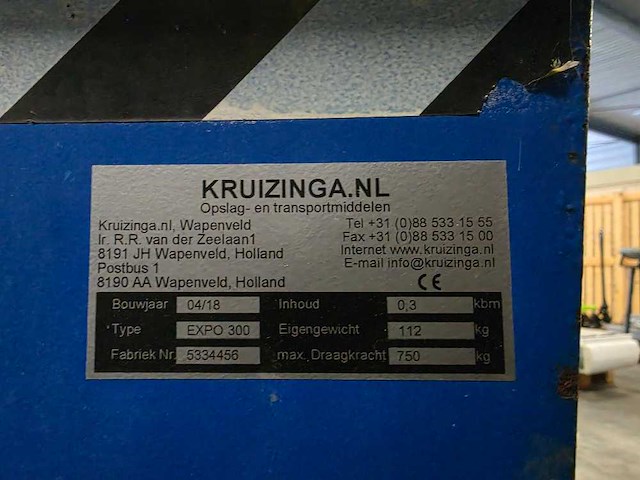 KRUIZINGA.NL
Opslag- en transportmiddelen
Kruizinga.nl, Wapenveld
Ir. R.R. van der Zeelaan1
8191 JH Wapenveld, Holland
Postbus 1
8190 AA Wapenveld, Holland
Tel +31 (0)88 533 15 55
Fax +31 (0)88 533 15 00
Internet www.kruizinga.nl
E-mail info@kruizinga.nl
CE
Bouwjaar 04/18 Inhoud 0,3 kbm
Type EXPO 300 Eigengewicht 112 kg
Fabriek Nr. 5334456 max. Draagkracht 750 kg